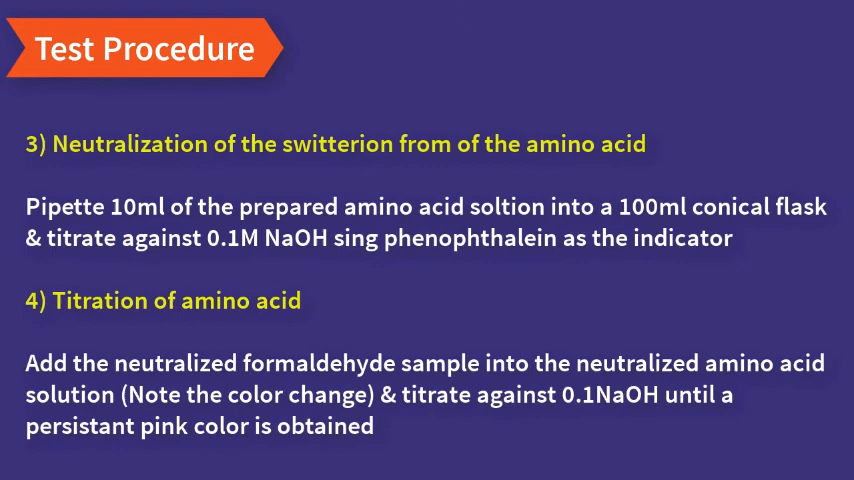 Test Procedure
3) Neutralization of the switterion from of the amino acid
Pipette 10ml of the prepared amino acid soltion into a 100ml conical flask
& titrate against 0.1M NaOH sing phenophthalein as the indicator
4) Titration of amino acid
Add the neutralized formaldehyde sample into the neutralized amino acid
solution (Note the color change) & titrate against 0.1NaOH until a
persistant pink color is obtained